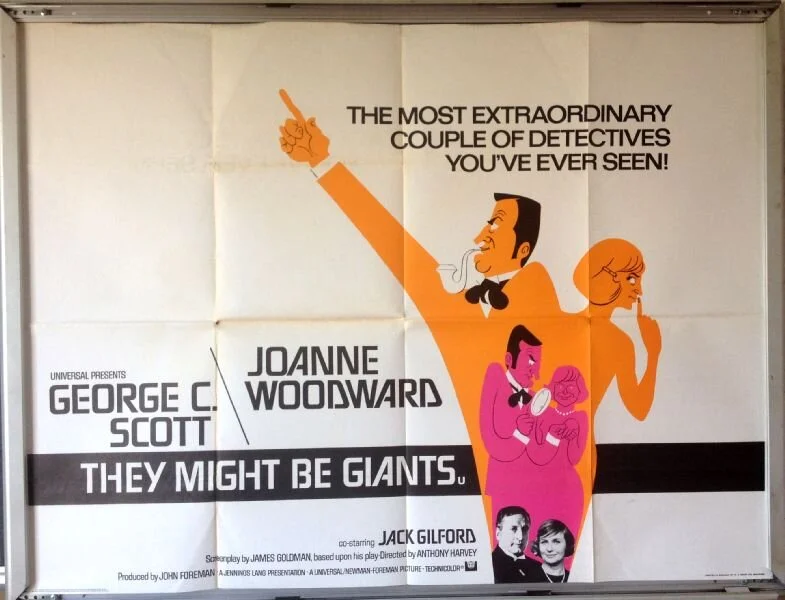 THE MOST EXTRAORDINARY
COUPLE OF DETECTIVES
YOU'VE EVER SEEN!
UNIVERSAL PRESENTS
GEORGE C.
SCOTT
JOANNE
WOODWARD
THEY MIGHT BE GIANTS. U
co-starring JACK GILFORD
Screenplay by JAMES GOLDMAN, based upon his play·Directed by ANTHONY HARVEY
Produced by JOHN FOREMAN·A JENNINGS LANG PRESENTATION·A UNIVERSAL/NEWMAN-FOREMAN PICTURE·TECHNICOLOR®